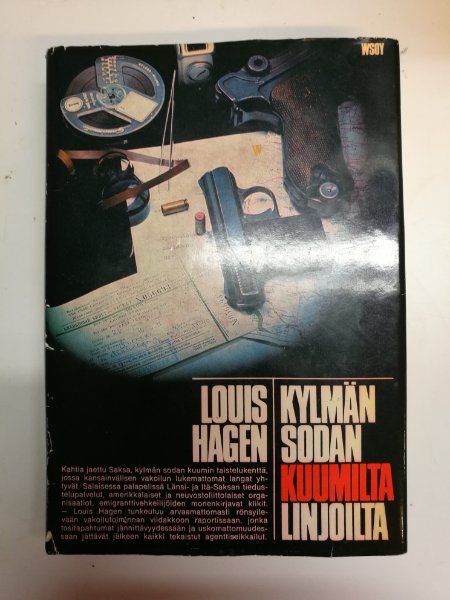 WSOY
LOUIS
HAGEN
KYLMÄN
SODAN
KUUMILTA
LINJOILTA
Kahtia jaettu Saksa, kylmän sodan kuumin taistelukenttä,
jossa kansainvälisen vakoilun lukemattomat langat yh-
tyvät. Salaisessa palapelissä Länsi- ja Itä-Saksan tiedus-
telupalvelut, amerikkalaiset ja neuvostoliittolaiset orga-
nisaatiot, emigranttivehkeilijöiden monenkirjavat klikit.
— Louis Hagen tunkeutuu arvaamattomasti rönsyile-
vään vakoilutoiminnan viidakkoon raportissaan, jonka
tositapahtumat jännittävyydessään ja uskomattomuudes-
saan jättävät jälkeen kaikki tekaistut agenttiseikkailut.